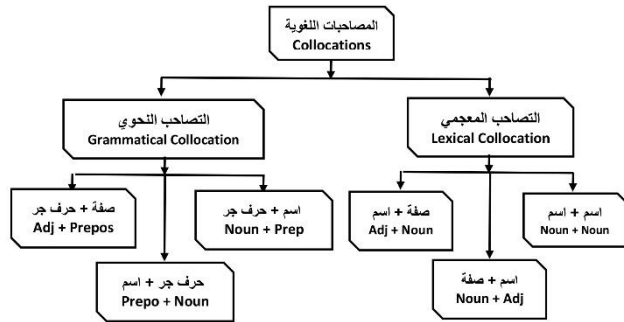 المصاحبات اللغوية
Collocations
التصاحب النحوي
Grammatical Collocation
التصاحب المعجمي
Lexical Collocation
صفة + حرف جر
Adj + Prepos
اسم + حرف جر
Noun + Prep
صفة + اسم
Adj + Noun
اسم + اسم
Noun + Noun
حرف جر + اسم
Prepo + Noun
اسم + صفة
Noun + Adj